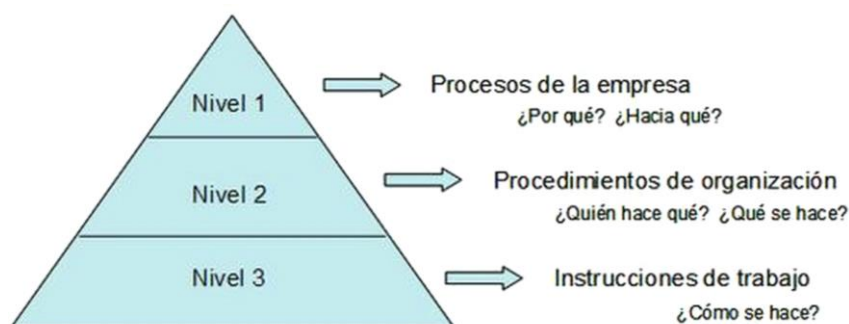 Nivel 1
Procesos de la empresa
¿Por qué? ¿Hacia qué?
Nivel 2
Procedimientos de organización
¿Quién hace qué? ¿Qué se hace?
Nivel 3
Instrucciones de trabajo
¿Cómo se hace?